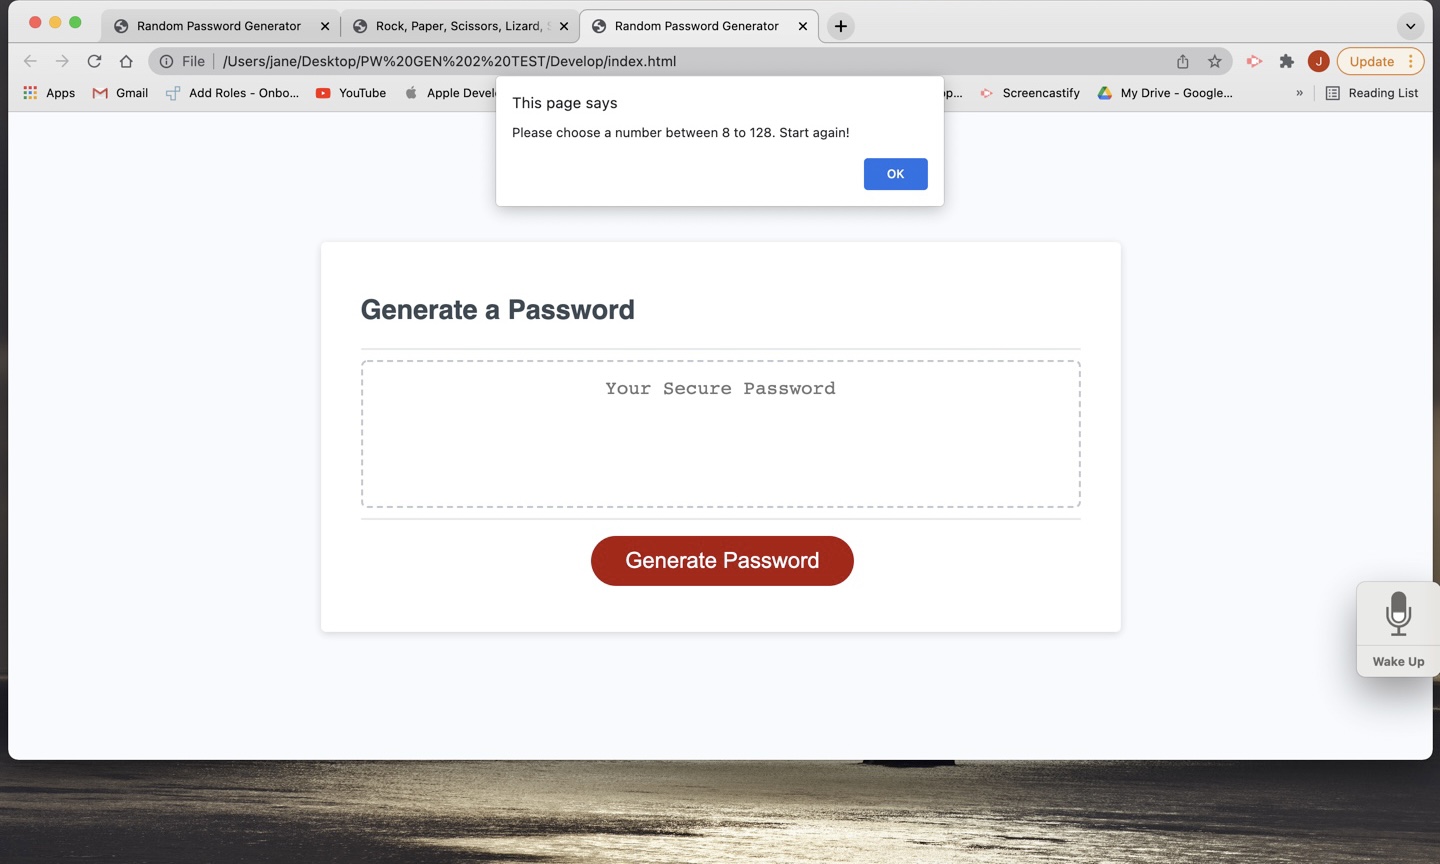 Random Password Generator
Rock, Paper, Scissors, Lizard,
Random Password Generator
File
/Users/jane/Desktop/PW%20GEN%202%20TEST/Develop/index.html
J
Update
Apps
Gmail
Add Roles - Onbo...
YouTube
Apple Develo
p...
Screencastify
My Drive - Google...
»
Reading List
This page says
Please choose a number between 8 to 128. Start again!
OK
Generate a Password
Your Secure Password
Generate Password
Wake Up